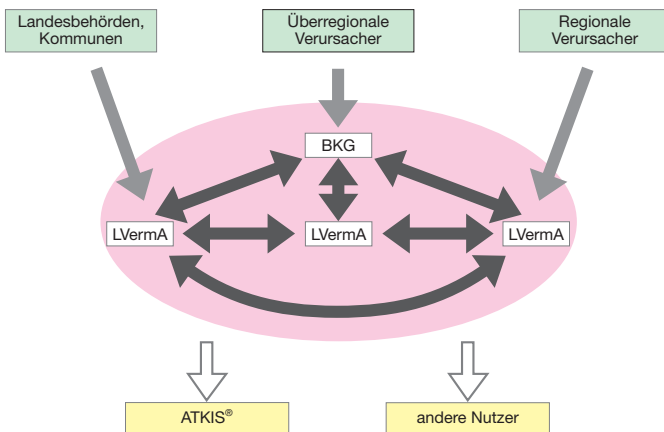 Landesbehörden,
Kommunen
Überregionale
Verursacher
Regionale
Verursacher
BKG
LVermA
LVermA
LVermA
ATKIS®
andere Nutzer